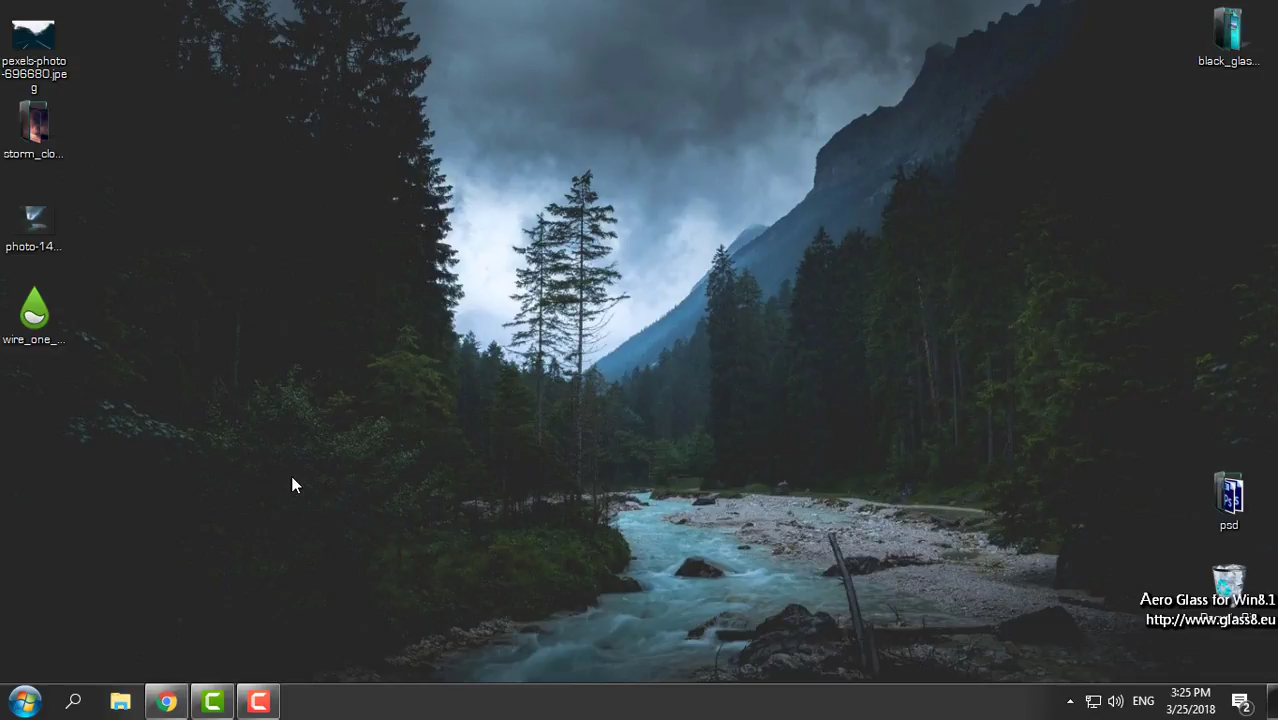 pexels-photo
-696680.jpe
g
storm_clo...
photo-14...
wire_one_...
black_glas...
psd
Aero Glass for Win8.1
http://www.glass8.eu
ENG
3:25 PM
3/25/2018
2